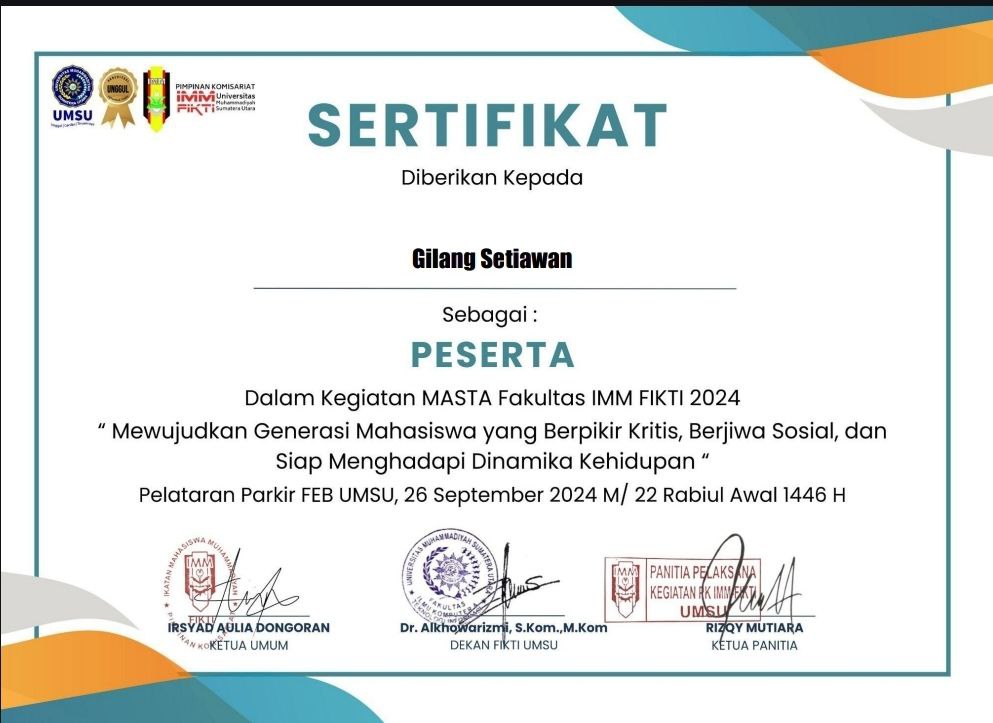 UMSU
UNGGUL
PIMPINAN KOMISARIAT
IMM
FIKTI
Universitas
Muhammadiyah
Sumatera Utara
SERTIFIKAT
Diberikan Kepada
Gilang Setiawan
Sebagai :
PESERTA
Dalam Kegiatan MASTA Fakultas IMM FIKTI 2024
“ Mewujudkan Generasi Mahasiswa yang Berpikir Kritis, Berjiwa Sosial, dan
Siap Menghadapi Dinamika Kehidupan “
Pelataran Parkir FEB UMSU, 26 September 2024 M/ 22 Rabiul Awal 1446 H
IKATAN MAHASISWA MUHAMMADIYAH
IMM
FIKTI
UNIVERSITAS MUHAMMADIYAH SUMATERA UTARA
FAKULTAS
ILMU KOMPUTER
IMM
PANITIA PELAKSANA
KEGIATAN PK IMM FIKTI
UMSU
IRSYAD AULIA DONGORAN
KETUA UMUM
Dr. Alkhowarizmi, S.Kom.,M.Kom
DEKAN FIKTI UMSU
RIZQY MUTIARA
KETUA PANITIA